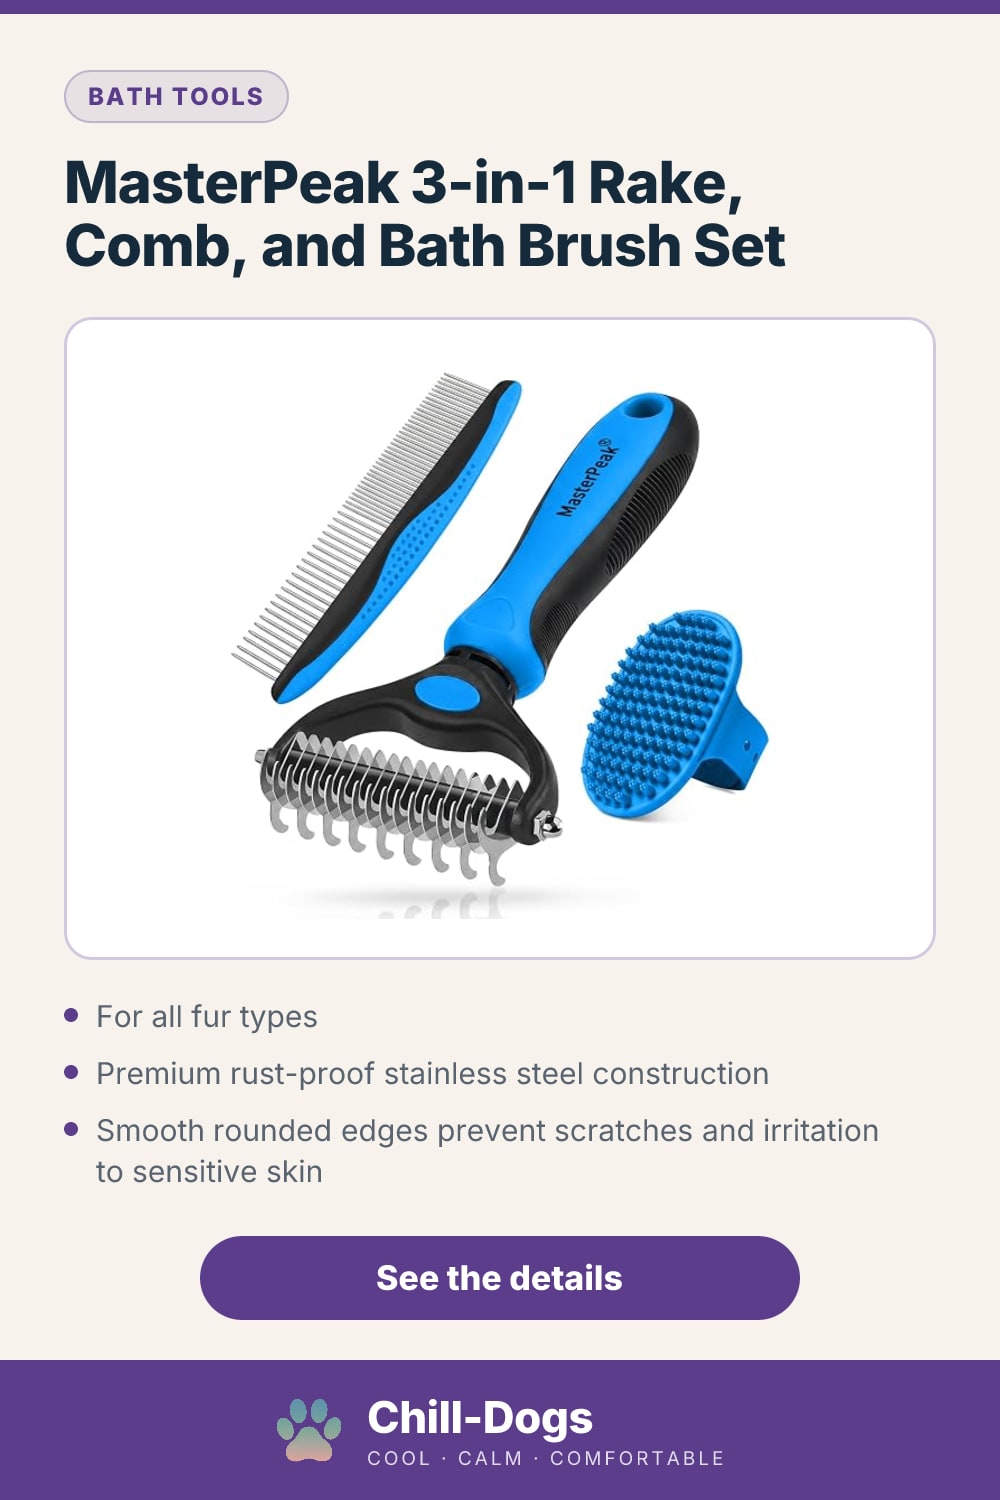 BATH TOOLS
MasterPeak 3-in-1 Rake,
Comb, and Bath Brush Set
MasterPeak®
For all fur types
Premium rust-proof stainless steel construction
Smooth rounded edges prevent scratches and irritation
to sensitive skin
See the details
Chill-Dogs
COOL · CALM · COMFORTABLE